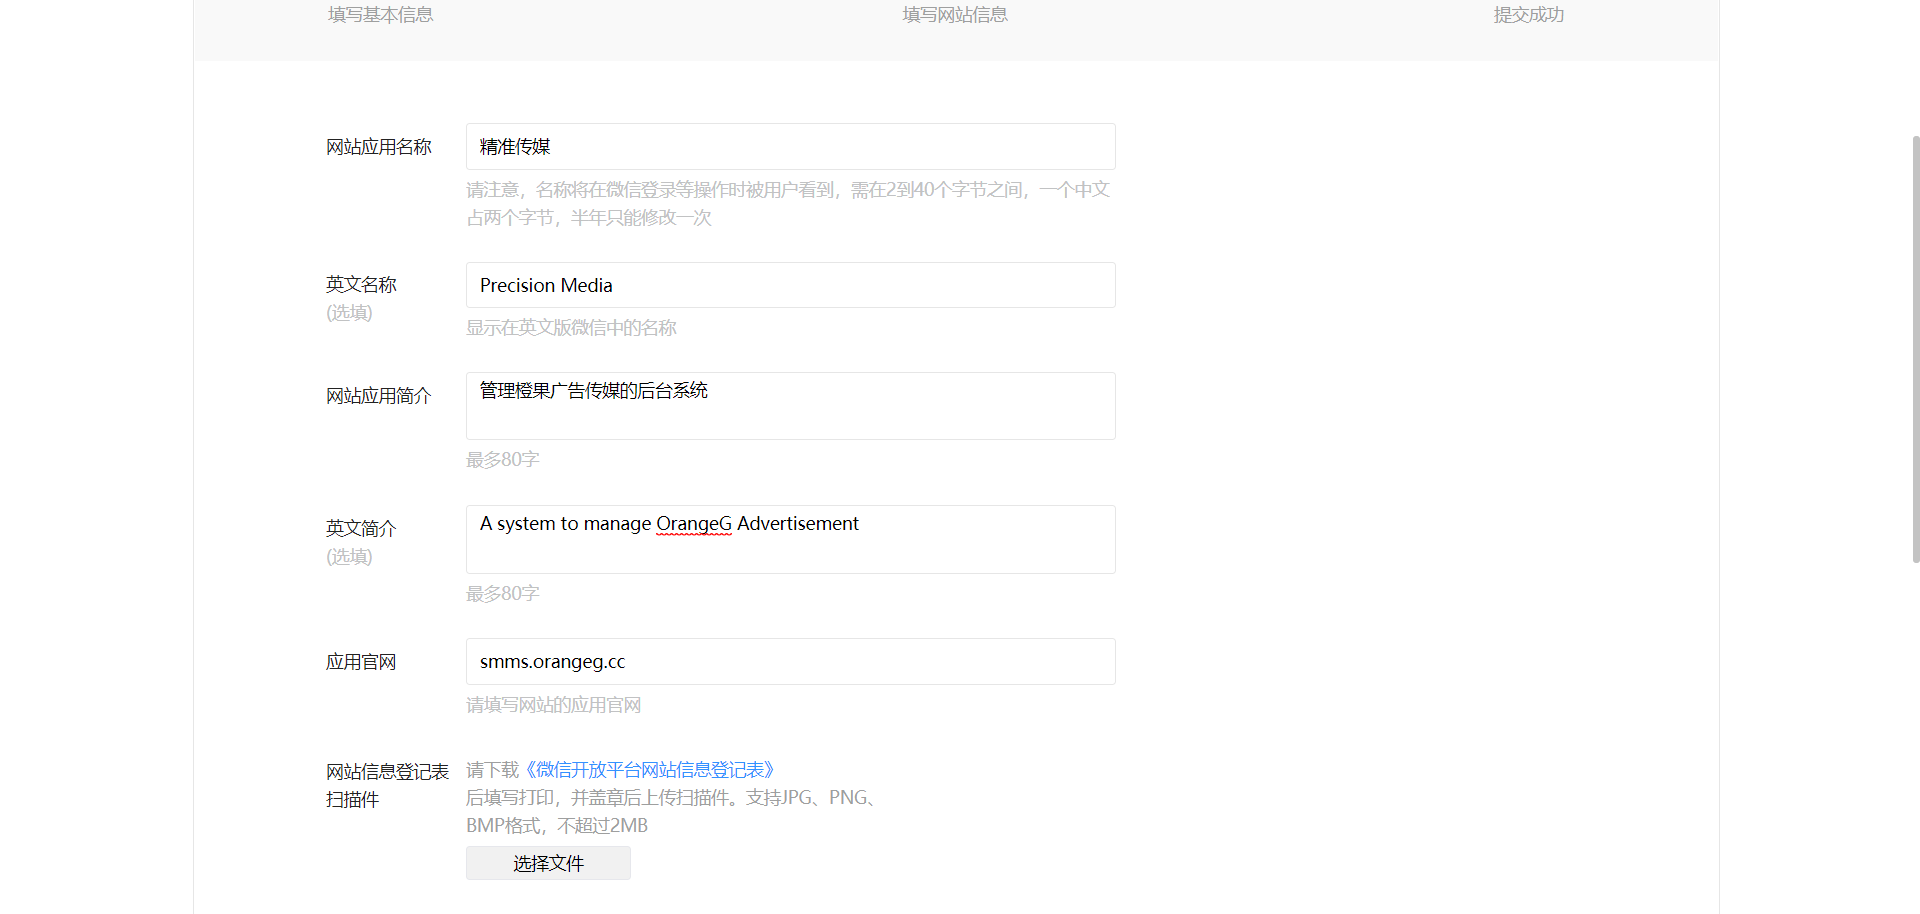 填写基本信息 填写网站信息 提交成功
网站应用名称 精准传媒
请注意，名称将在微信登录等操作时被用户看到，需在2到40个字节之间，一个中文
占两个字节，半年只能修改一次
英文名称 Precision Media
(选填)
显示在英文版微信中的名称
网站应用简介 管理橙果广告传媒的后台系统
最多80字
英文简介 A system to manage OrangeG Advertisement
(选填)
最多80字
应用官网 smms.orangeg.cc
请填写网站的应用官网
网站信息登记表 请下载《微信开放平台网站信息登记表》
扫描件 后填写打印，并盖章后上传扫描件。支持JPG、PNG、
BMP格式，不超过2MB
选择文件